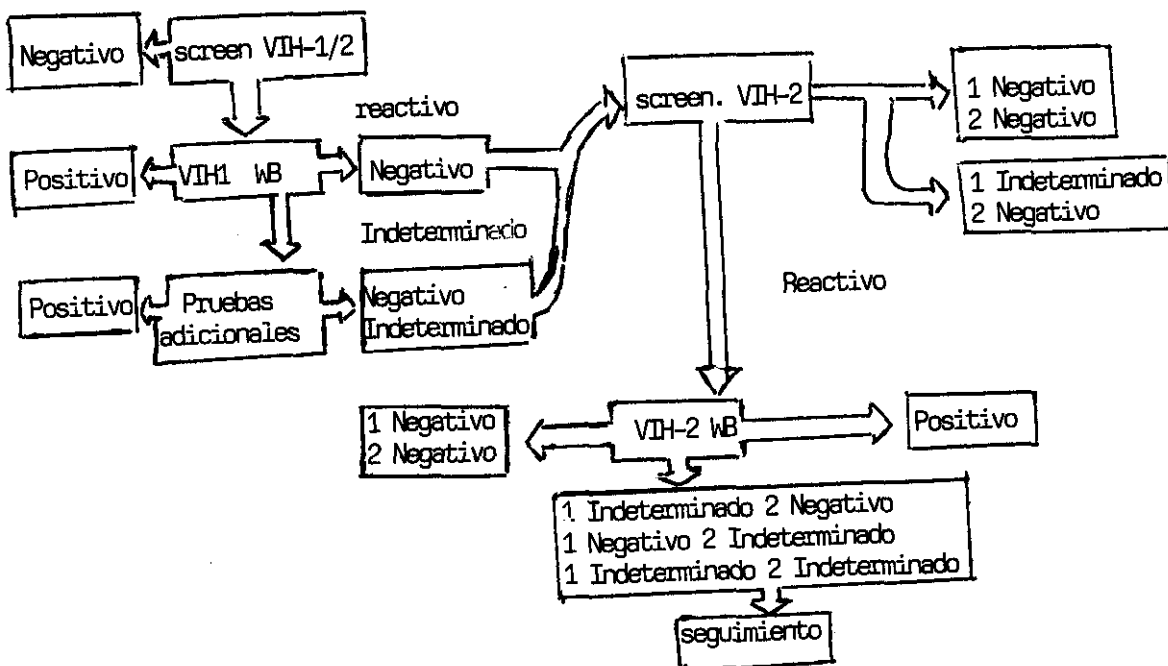 Negativo
screen VIH-1/2
reactivo
Positivo
VIH1 WB
Negativo
Indeterminado
Positivo
Pruebas
adicionales
Negativo
Indeterminado
screen. VIH-2
1 Negativo
2 Negativo
1 Indeterminado
2 Negativo
Reactivo
1 Negativo
2 Negativo
VIH-2 WB
Positivo
1 Indeterminado 2 Negativo
1 Negativo 2 Indeterminado
1 Indeterminado 2 Indeterminado
seguimiento